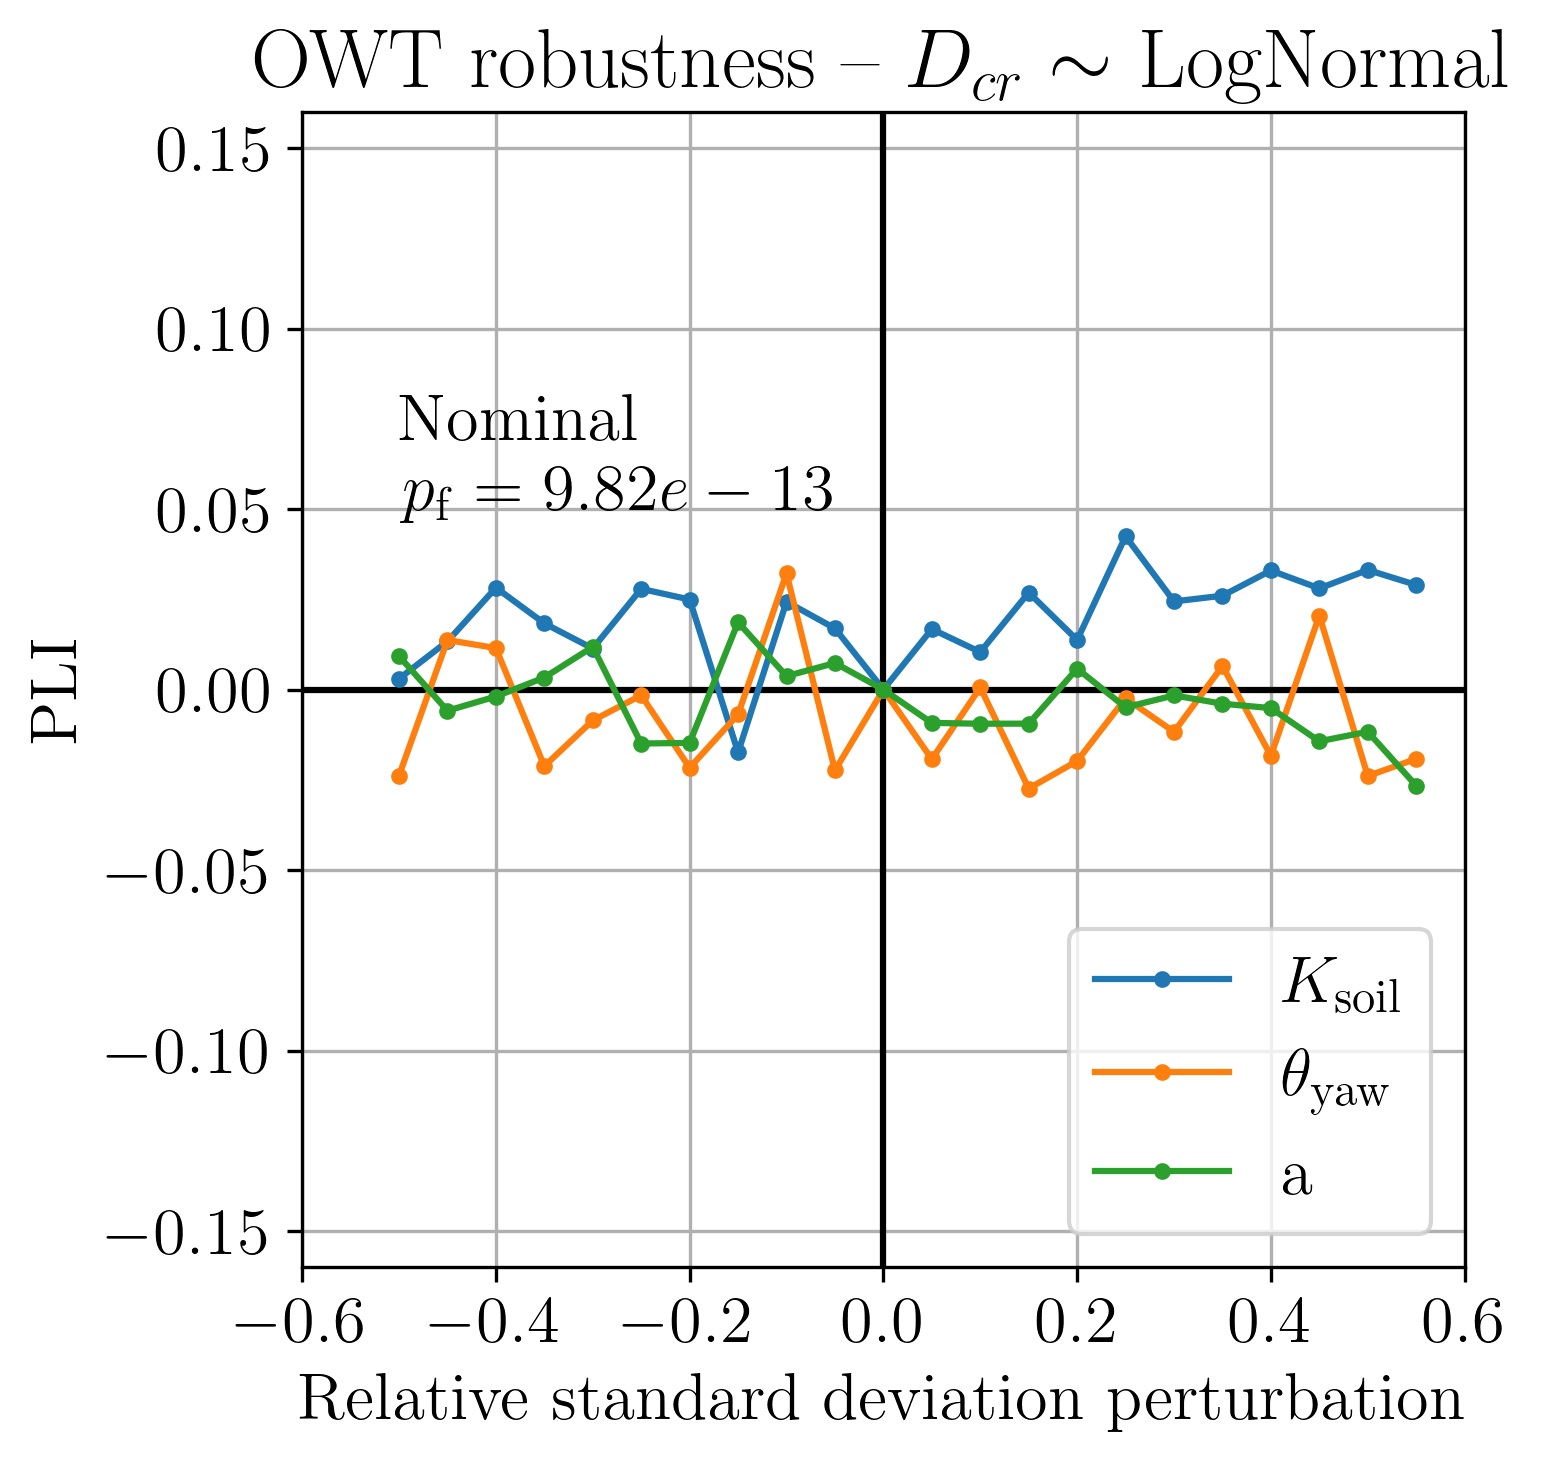 OWT robustness – D_cr ∼ LogNormal
0.15
0.10
0.05
0.00
−0.05
−0.10
−0.15
PLI
Nominal
p_f = 9.82e − 13
K_soil
θ_yaw
a
−0.6 −0.4 −0.2 0.0 0.2 0.4 0.6
Relative standard deviation perturbation